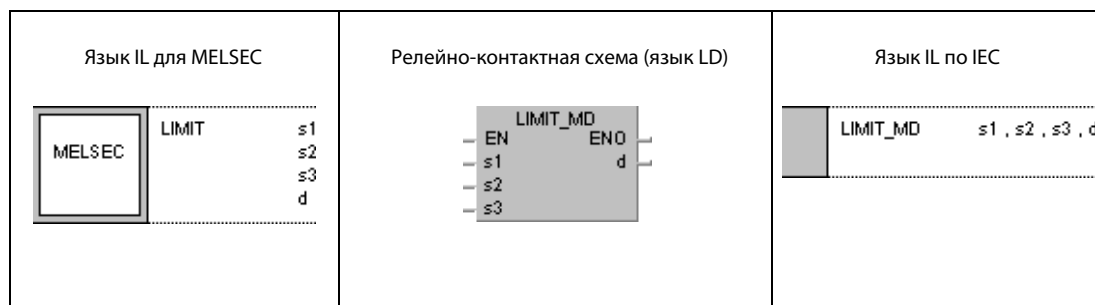 Язык IL для MELSEC
MELSEC
LIMIT s1
s2
s3
d
Релейно-контактная схема (язык LD)
LIMIT_MD
EN ENO
s1 d
s2
s3
Язык IL по IEC
LIMIT_MD s1 , s2 , s3 , d